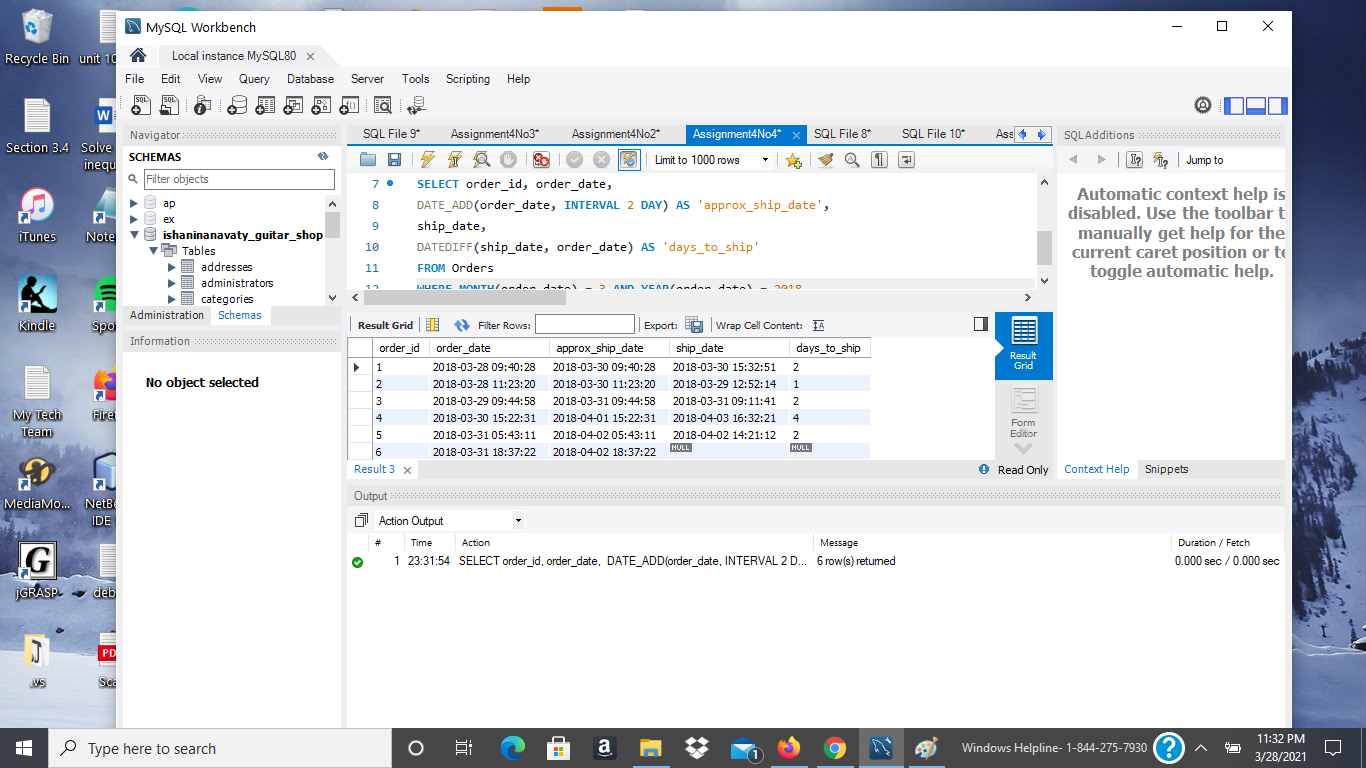 MySQL Workbench
Recycle Bin
unit 10
Local instance MySQL80
File Edit View Query Database Server Tools Scripting Help
Navigator
SCHEMAS
Filter objects
ap
ex
ishaninanavaty_guitar_shop
Tables
addresses
administrators
categories
Administration Schemas
Information
No object selected
Section 3.4
Solve
inequ
iTunes
Note
Kindle
Spot
My Tech
Team
Firef
MediaMo...
NetBe
IDE
jGRASP
deb
.vs
PD
Sca
SQL File 9* Assignment4No3* Assignment4No2* Assignment4No4* SQL File 8* SQL File 10* Ass
Limit to 1000 rows
7 SELECT order_id, order_date,
8 DATE_ADD(order_date, INTERVAL 2 DAY) AS 'approx_ship_date',
9 ship_date,
10 DATEDIFF(ship_date, order_date) AS 'days_to_ship'
11 FROM Orders
12 WHERE MONTH(order_date) = 3 AND YEAR(order_date) = 2018
Result Grid Filter Rows: Export: Wrap Cell Content: IA
order_id order_date approx_ship_date ship_date days_to_ship
1 2018-03-28 09:40:28 2018-03-30 09:40:28 2018-03-30 15:32:51 2
2 2018-03-28 11:23:20 2018-03-30 11:23:20 2018-03-29 12:52:14 1
3 2018-03-29 09:44:58 2018-03-31 09:44:58 2018-03-31 09:11:41 2
4 2018-03-30 15:22:31 2018-04-01 15:22:31 2018-04-03 16:32:21 4
5 2018-03-31 05:43:11 2018-04-02 05:43:11 2018-04-02 14:21:12 2
6 2018-03-31 18:37:22 2018-04-02 18:37:22 NULL NULL
Result
Grid
Form
Editor
Result 3
Read Only
SQLAdditions
Jump to
Automatic context help is
disabled. Use the toolbar t
manually get help for the
current caret position or to
toggle automatic help.
Context Help Snippets
Output
Action Output
# Time Action Message Duration / Fetch
1 23:31:54 SELECT order_id, order_date, DATE_ADD(order_date, INTERVAL 2 D... 6 row(s) returned 0.000 sec / 0.000 sec
Type here to search
Windows Helpline- 1-844-275-7930
11:32 PM
3/28/2021